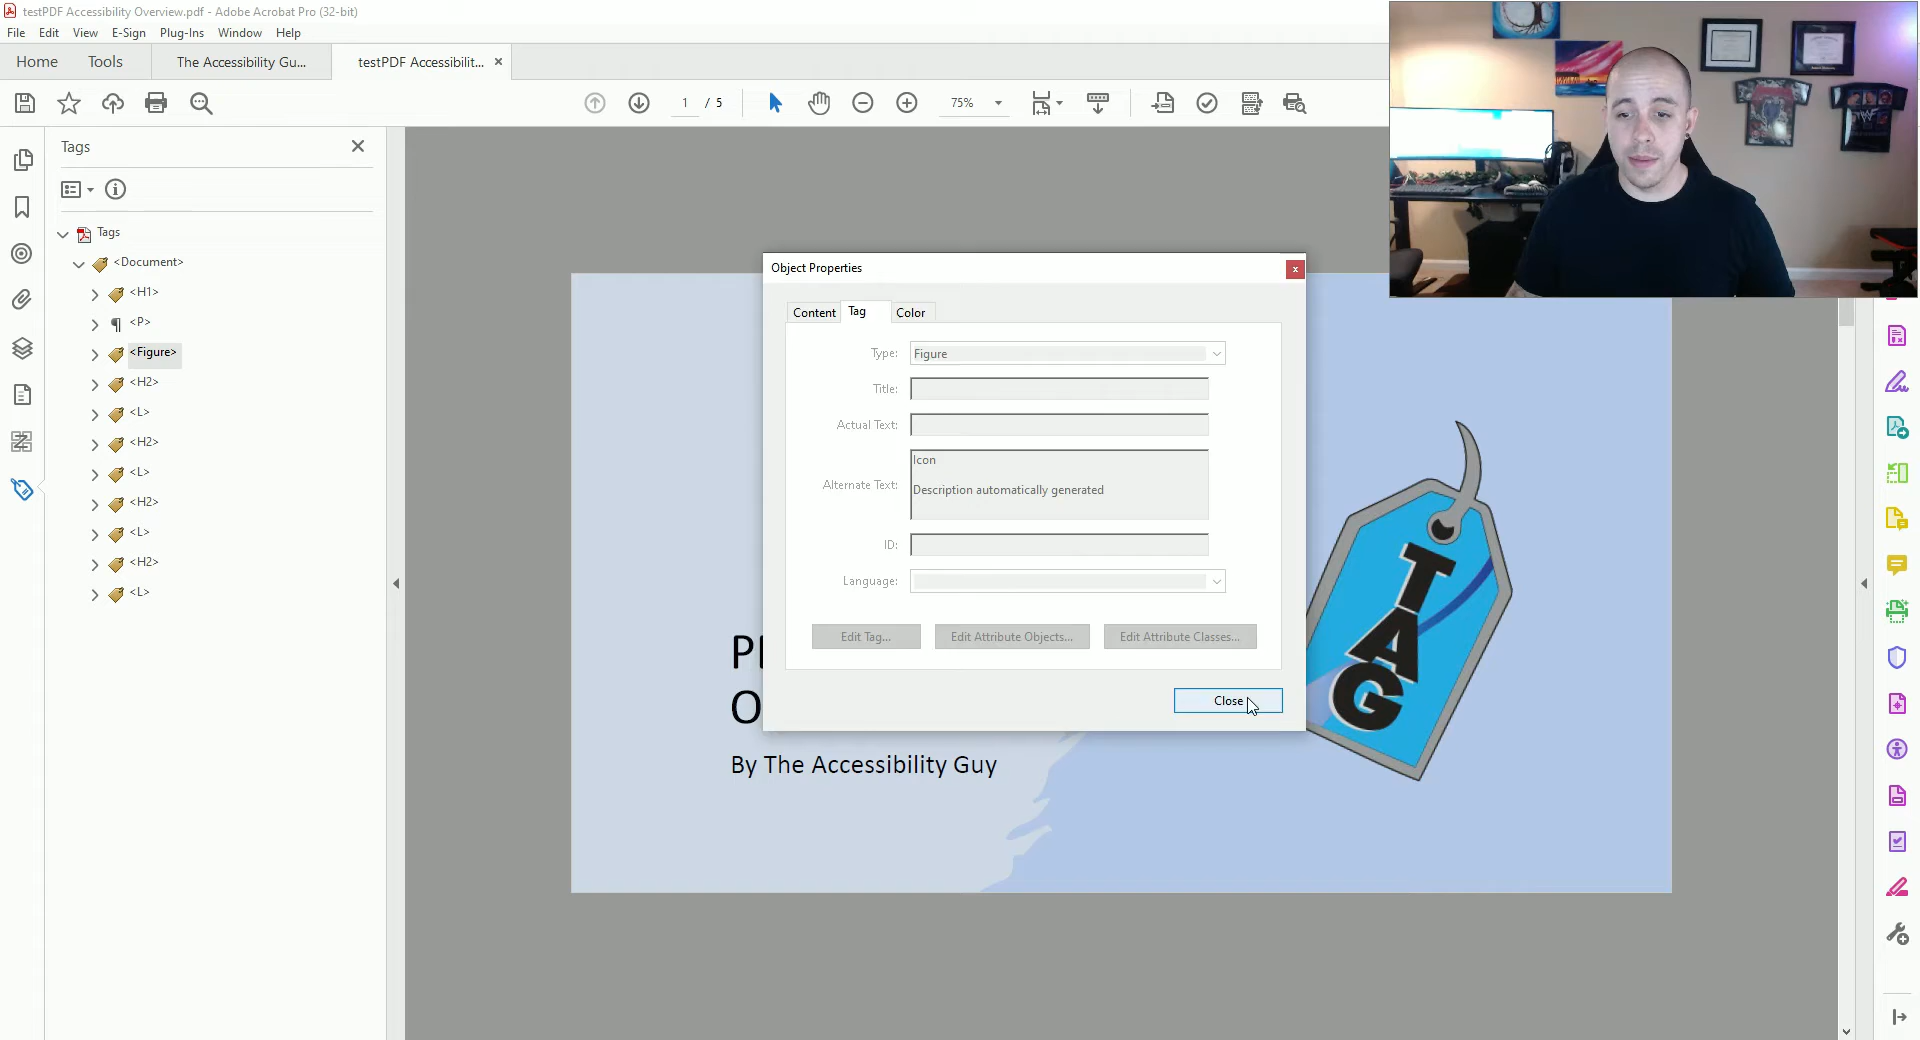 testPDF Accessibility Overview.pdf - Adobe Acrobat Pro (32-bit)
File Edit View E-Sign Plug-Ins Window Help
Home Tools The Accessibility Gu... testPDF Accessibilit...
1 / 5 75%
Tags
Tags
<Document>
<H1>
<P>
<Figure>
<H2>
<L>
<H2>
<L>
<H2>
<L>
<H2>
<L>
Object Properties
Content Tag Color
Type: Figure
Title:
Actual Text:
Alternate Text: Icon
Description automatically generated
ID:
Language:
Edit Tag... Edit Attribute Objects... Edit Attribute Classes...
Close
By The Accessibility Guy
TAG